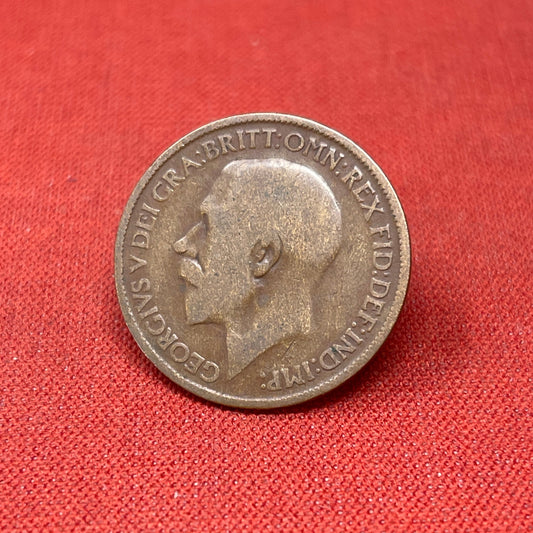 GEORGIVS V DEI GRA: BRITT: OMN: REX FID: DEF: IND: IMP: